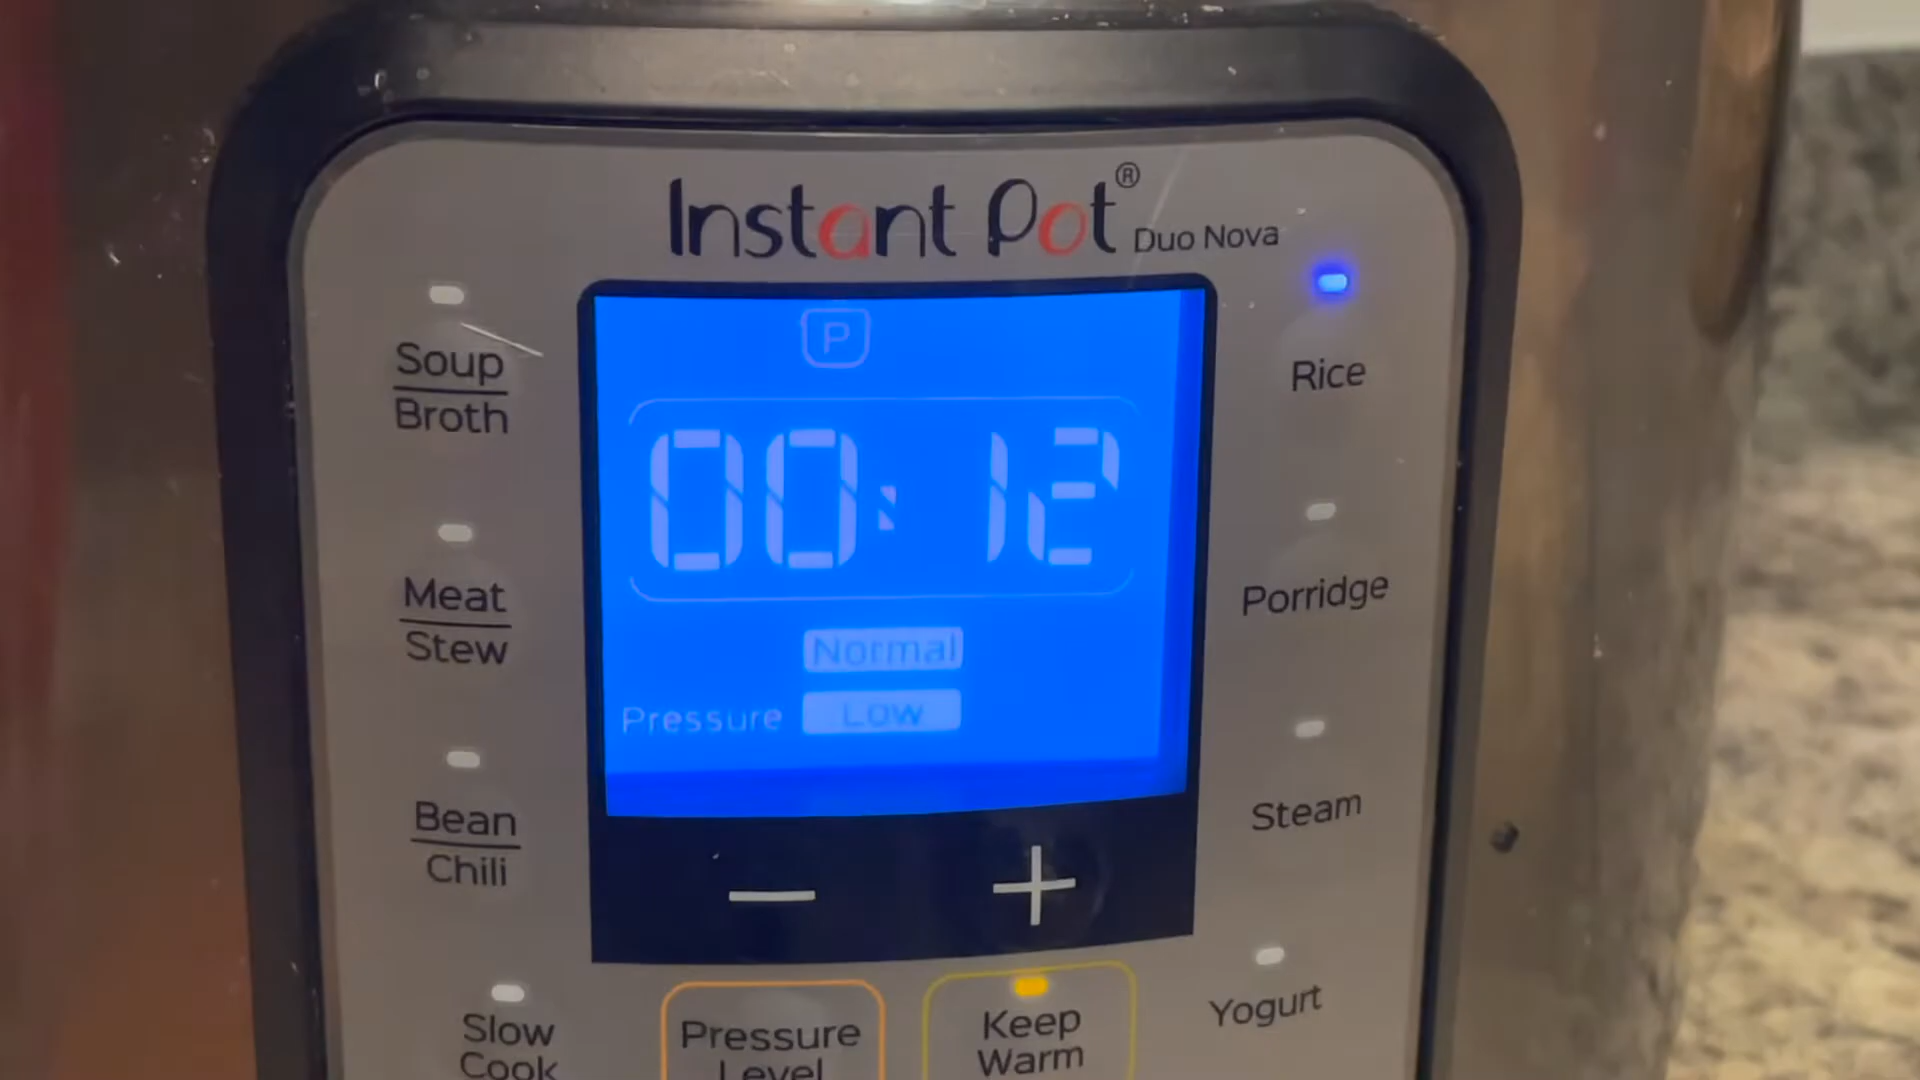 Instant Pot® Duo Nova
Soup
Broth
Meat
Stew
Bean
Chili
Slow
Cook
P
00:12
Normal
Pressure Low
− +
Pressure
Level
Keep
Warm
Rice
Porridge
Steam
Yogurt